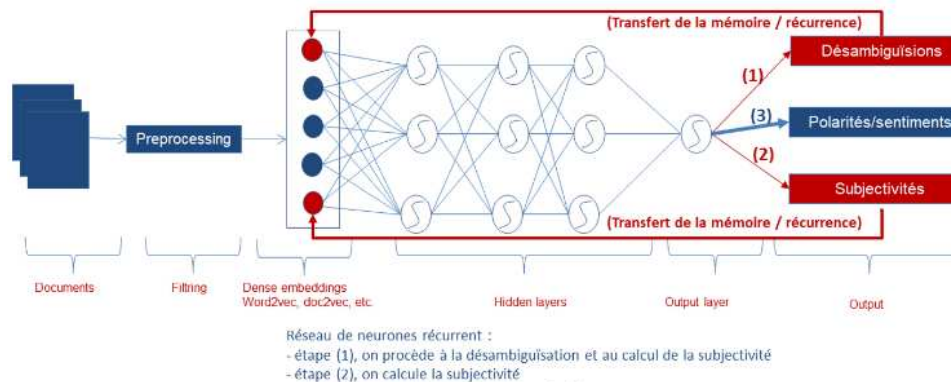 (Transfert de la mémoire / récurrence)
Désambiguïsions
(1)
Preprocessing
(3)
Polarités/sentiments
(2)
Subjectivités
(Transfert de la mémoire / récurrence)
Documents
Filtring
Dense embeddings
Word2vec, doc2vec, etc.
Hidden layers
Output layer
Output
Réseau de neurones récurrent :
- étape (1), on procède à la désambiguïsation et au calcul de la subjectivité
- étape (2), on calcule la subjectivité